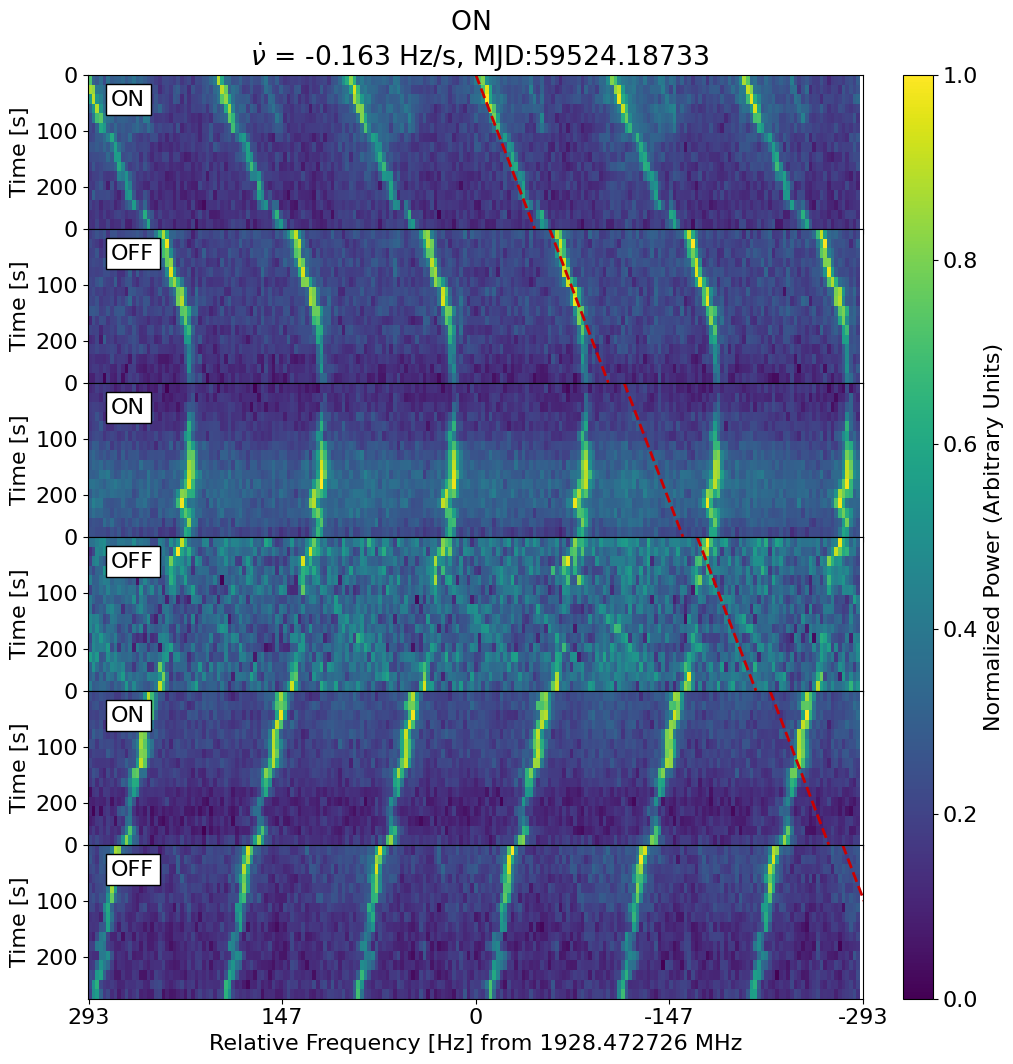 ON
ν̇ = -0.163 Hz/s, MJD:59524.18733
ON
OFF
ON
OFF
ON
OFF
Time [s]
0
100
200
Time [s]
0
100
200
Time [s]
0
100
200
Time [s]
0
100
200
Time [s]
0
100
200
Time [s]
0
100
200
293 147 0 -147 -293
Relative Frequency [Hz] from 1928.472726 MHz
1.0
0.8
0.6
0.4
0.2
0.0
Normalized Power (Arbitrary Units)